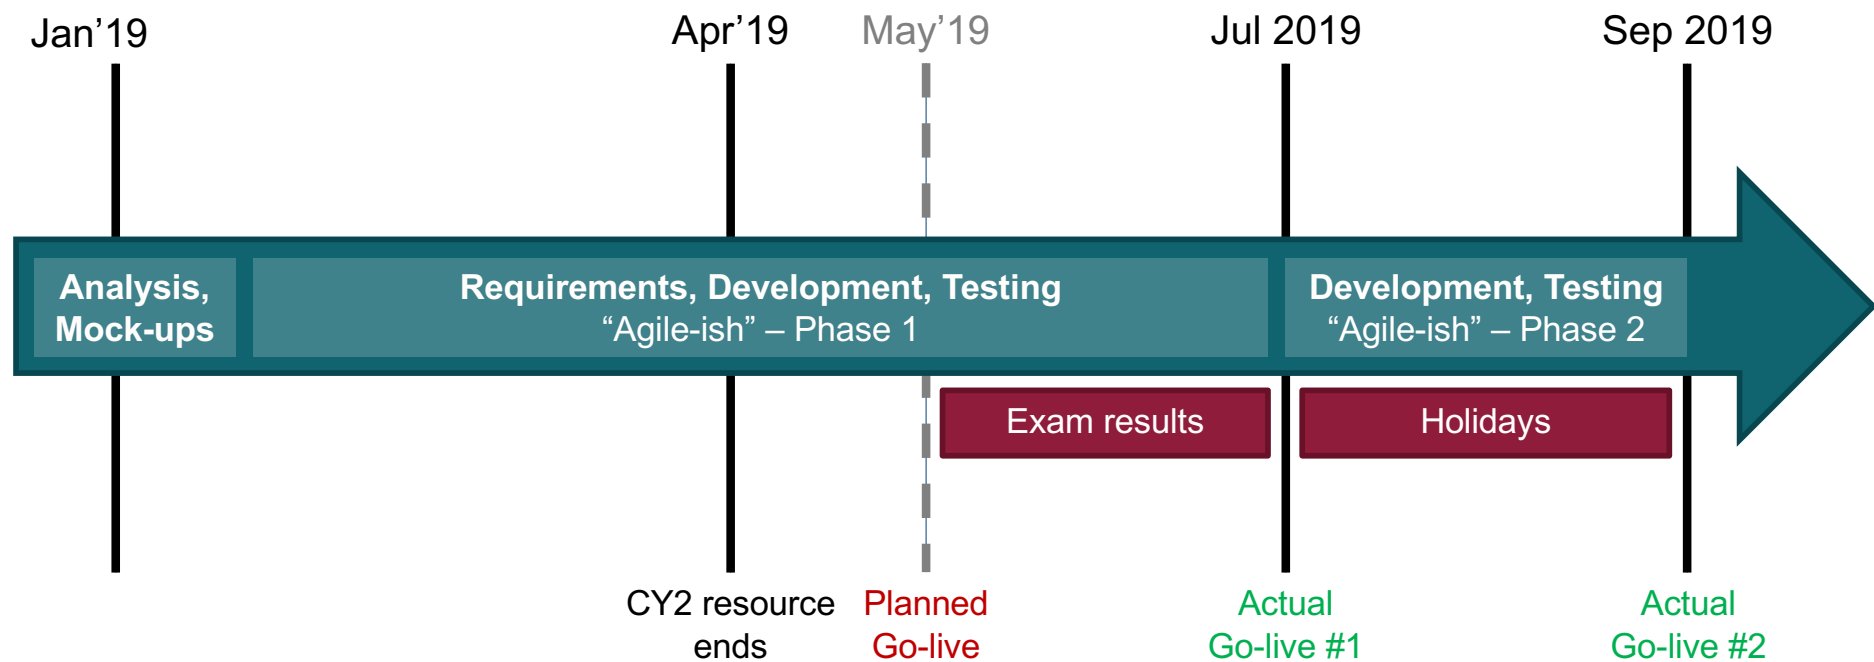 Jan’19
Apr’19
May’19
Jul 2019
Sep 2019
Analysis,
Mock-ups
Requirements, Development, Testing
“Agile-ish” – Phase 1
Development, Testing
“Agile-ish” – Phase 2
Exam results
Holidays
CY2 resource
ends
Planned
Go-live
Actual
Go-live #1
Actual
Go-live #2